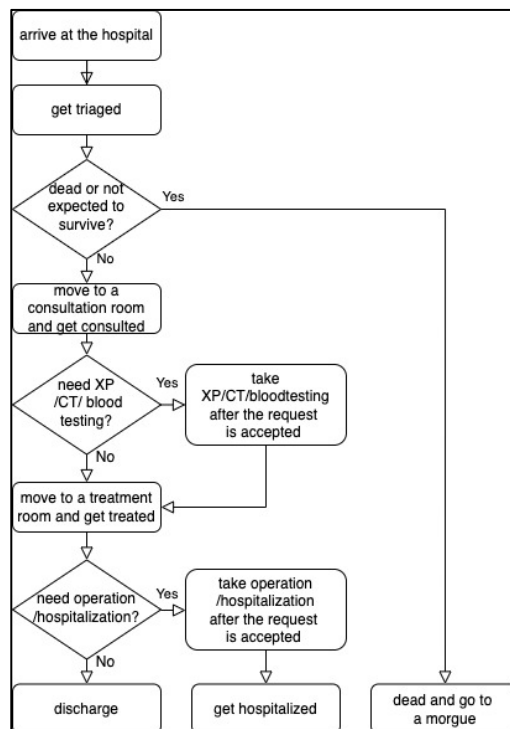 arrive at the hospital
get triaged
dead or not
expected to
survive?
Yes
No
move to a
consultation room
and get consulted
need XP
/CT/ blood
testing?
Yes
take
XP/CT/bloodtesting
after the request
is accepted
No
move to a treatment
room and get treated
need operation
/hospitalization?
Yes
take operation
/hospitalization
after the request
is accepted
No
discharge
get hospitalized
dead and go to
a morgue